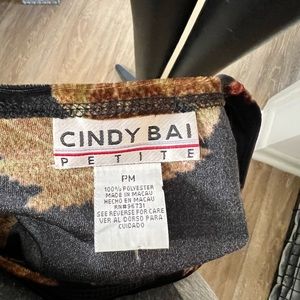 CINDY BAI
PETITE
PM
100% POLYESTER
MADE IN MACAU
HECHO EN MACAU
RN#96731
SEE REVERSE FOR CARE
VER AL DORSO PARA
CUIDADO